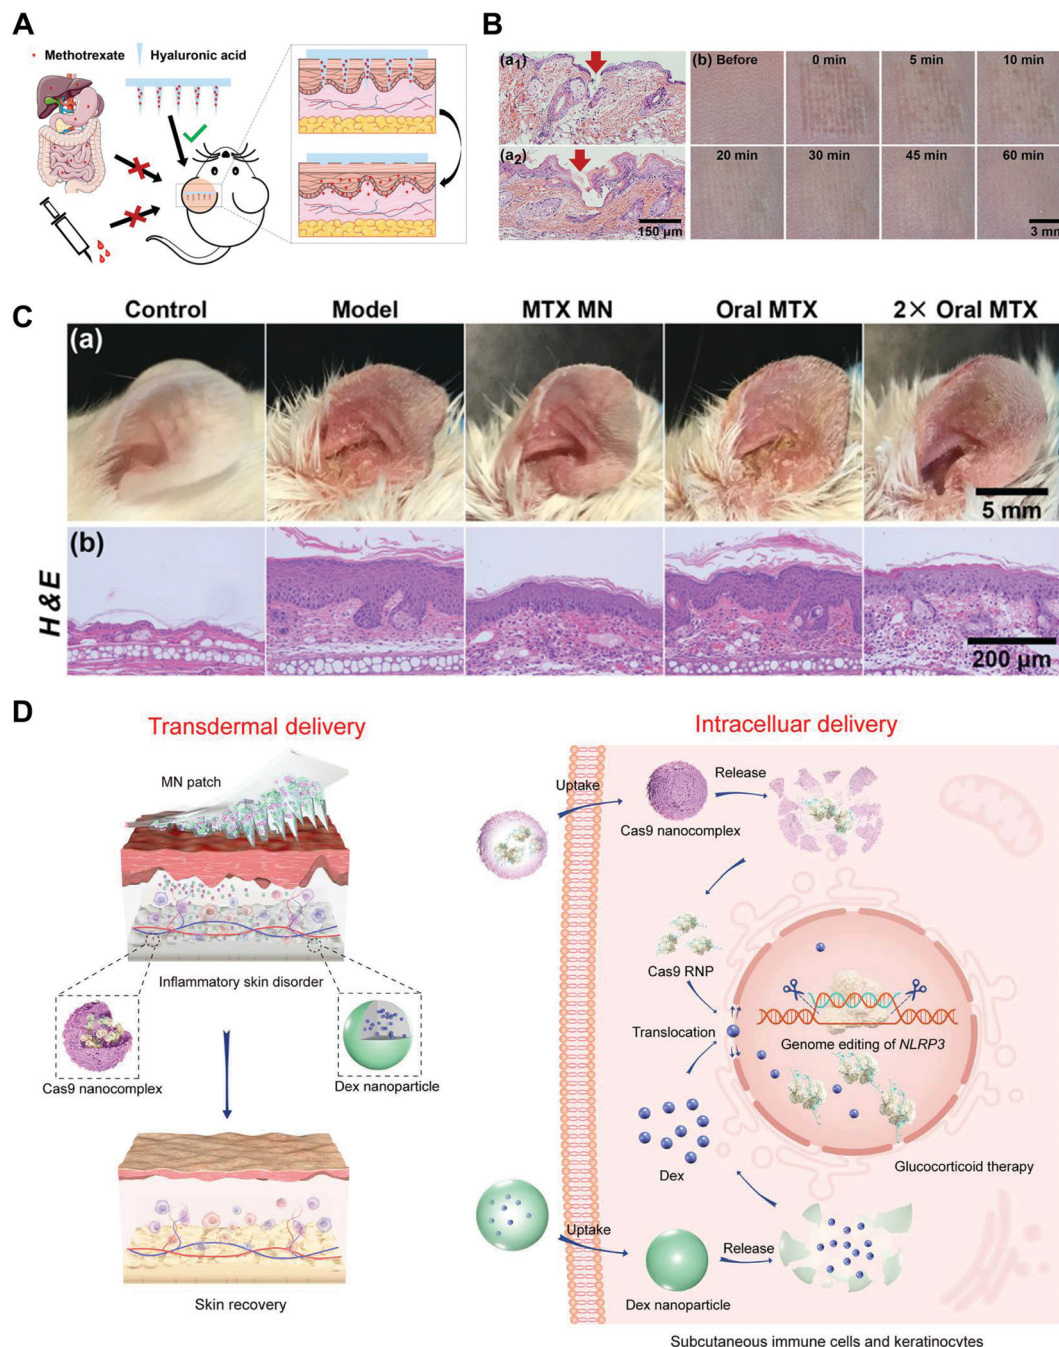 A
Methotrexate
Hyaluronic acid
B
(a1)
(a2)
150 μm
(b) Before
0 min
5 min
10 min
20 min
30 min
45 min
60 min
3 mm
C
Control
Model
MTX MN
Oral MTX
2× Oral MTX
(a)
5 mm
(b)
H&E
200 μm
D
Transdermal delivery
MN patch
Inflammatory skin disorder
Cas9 nanocomplex
Dex nanoparticle
Skin recovery
Intracelluar delivery
Uptake
Cas9 nanocomplex
Release
Cas9 RNP
Translocation
Genome editing of NLRP3
Dex
Glucocorticoid therapy
Uptake
Dex nanoparticle
Release
Subcutaneous immune cells and keratinocytes